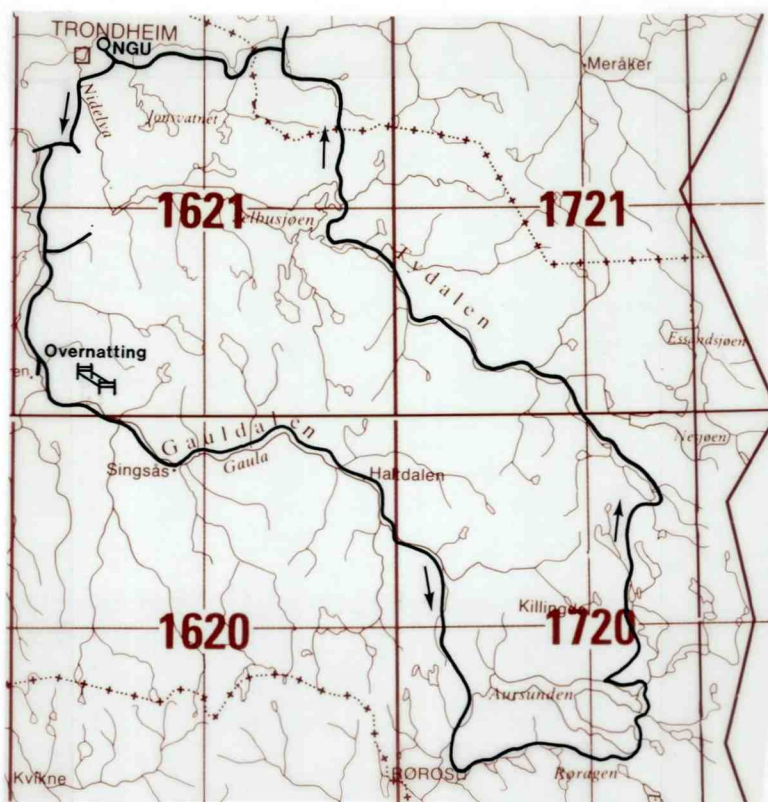 TRONDHEIM
NGU
Meråker
Nidelva
Jonsvatnet
1621
Selbusjøen
1721
Tydalen
Essandsjøen
Overnatting
en
Gauldalen
Nesjøen
Singsås
Gaula
Haltdalen
1620
1720
Aursunden
Kvikne
RØROS
Røragen